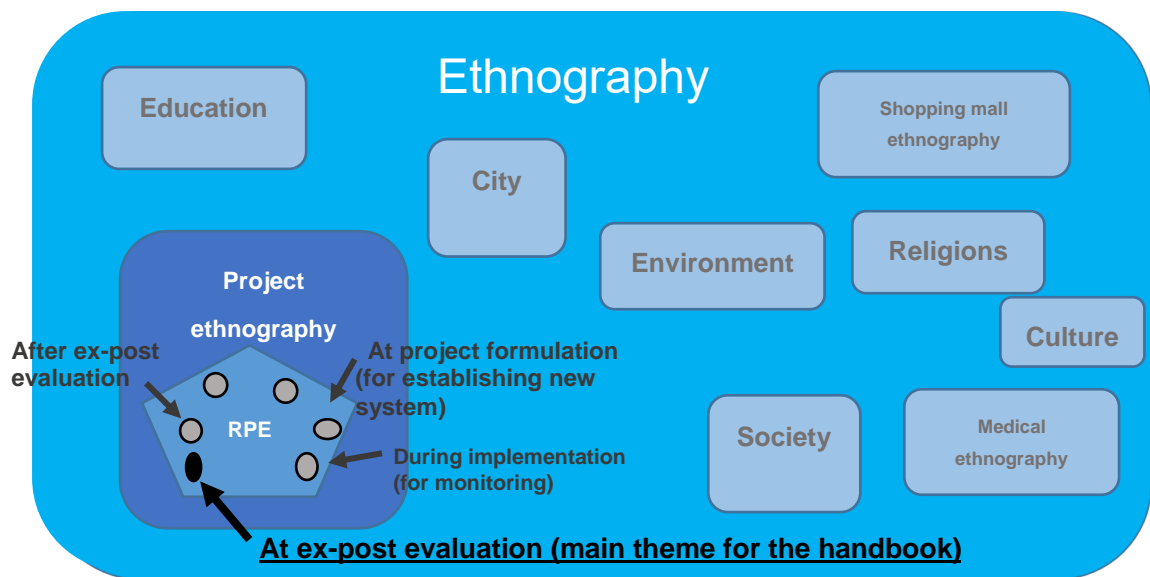 Ethnography
Education
Shopping mall
ethnography
City
Religions
Environment
Project
ethnography
Culture
After ex-post
evaluation
At project formulation
(for establishing new
system)
RPE
Society
Medical
ethnography
During implementation
(for monitoring)
At ex-post evaluation (main theme for the handbook)